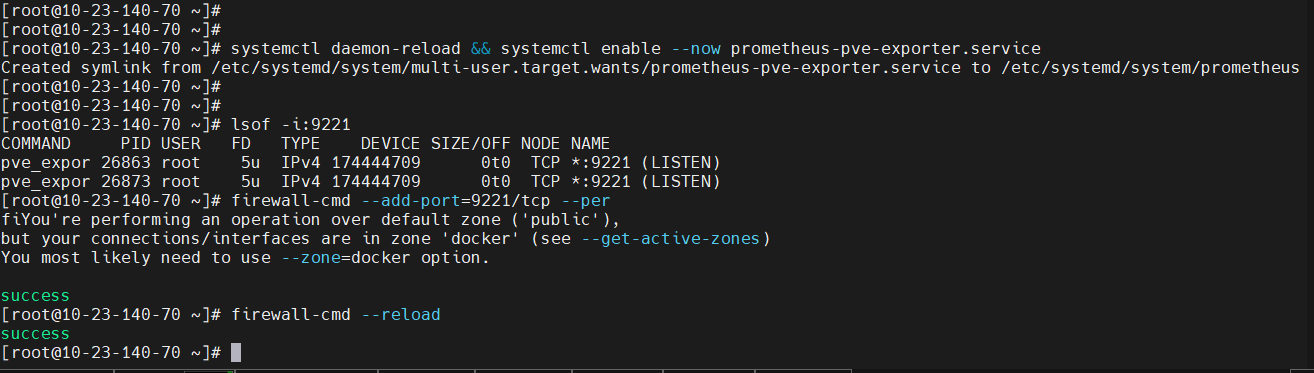 [root@10-23-140-70 ~]#
[root@10-23-140-70 ~]#
[root@10-23-140-70 ~]# systemctl daemon-reload && systemctl enable --now prometheus-pve-exporter.service
Created symlink from /etc/systemd/system/multi-user.target.wants/prometheus-pve-exporter.service to /etc/systemd/system/prometheus
[root@10-23-140-70 ~]#
[root@10-23-140-70 ~]#
[root@10-23-140-70 ~]# lsof -i:9221
COMMAND     PID USER   FD   TYPE    DEVICE SIZE/OFF NODE NAME
pve_expor 26863 root    5u  IPv4 174444709      0t0  TCP *:9221 (LISTEN)
pve_expor 26873 root    5u  IPv4 174444709      0t0  TCP *:9221 (LISTEN)
[root@10-23-140-70 ~]# firewall-cmd --add-port=9221/tcp --per
fiYou're performing an operation over default zone ('public'),
but your connections/interfaces are in zone 'docker' (see --get-active-zones)
You most likely need to use --zone=docker option.
success
[root@10-23-140-70 ~]# firewall-cmd --reload
success
[root@10-23-140-70 ~]#